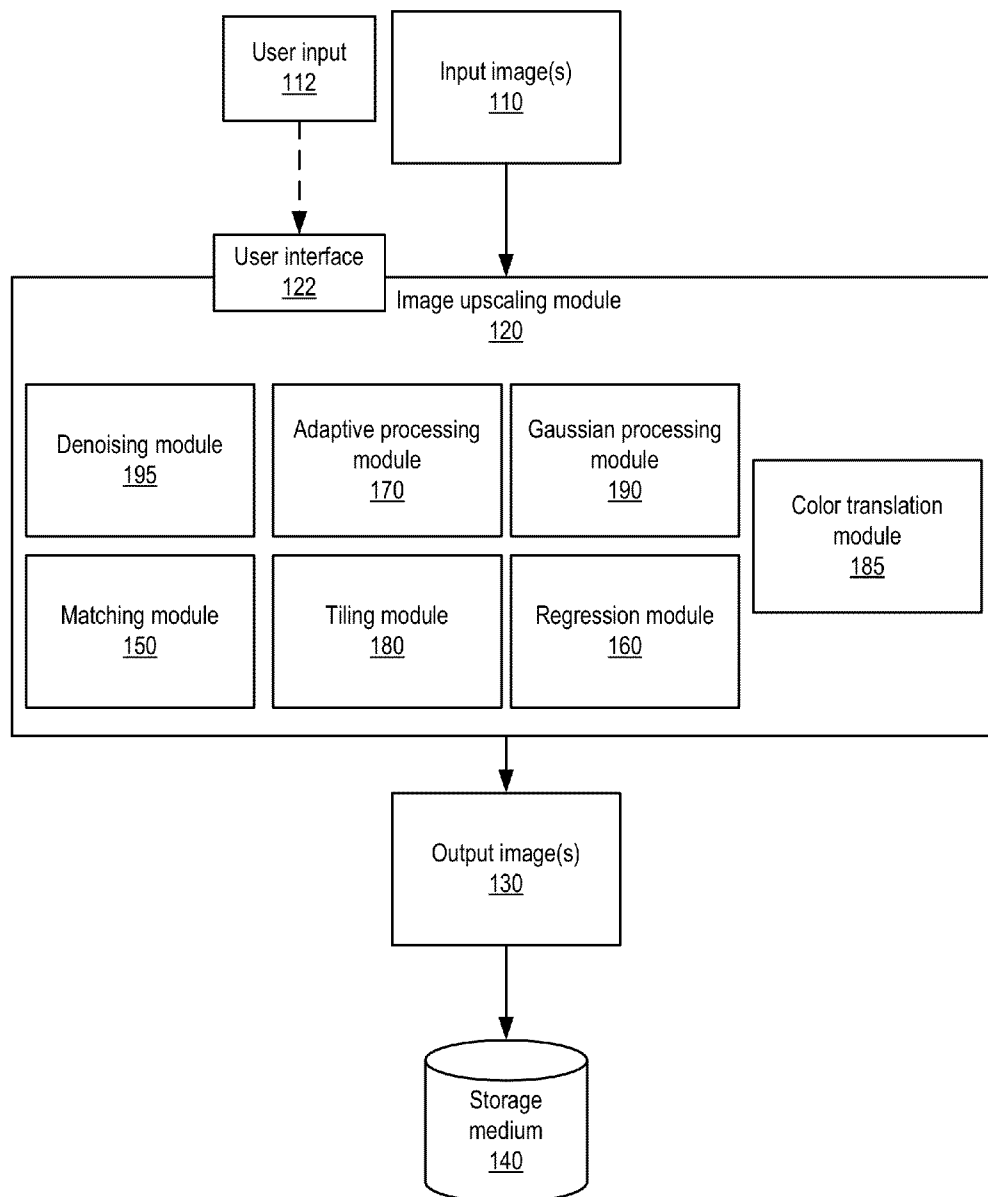 User input
112
Input image(s)
110
User interface
122
Image upscaling module
120
Denoising module
195
Adaptive processing
module
170
Gaussian processing
module
190
Color translation
module
185
Matching module
150
Tiling module
180
Regression module
160
Output image(s)
130
Storage
medium
140